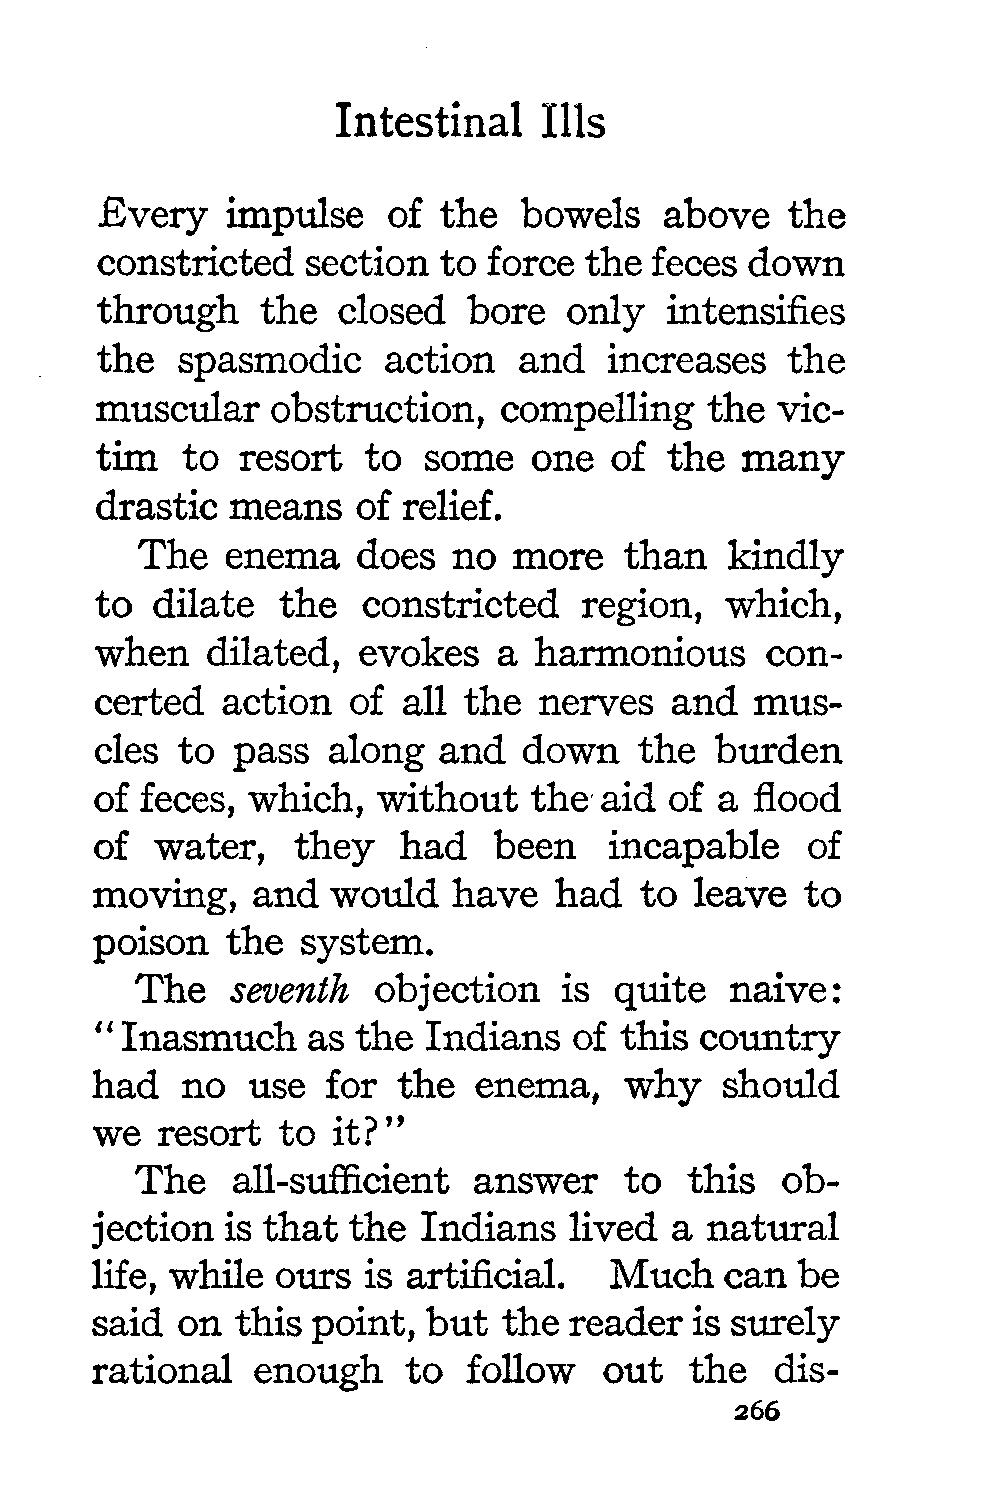 Intestinal Ills
Every impulse of the bowels above the
constricted section to force the feces down
through the closed bore only intensifies
the spasmodic action and increases the
muscular obstruction, compelling the vic-
tim to resort to some one of the many
drastic means of relief.
The enema does no more than kindly
to dilate the constricted region, which,
when dilated, evokes a harmonious con-
certed action of all the nerves and mus-
cles to pass along and down the burden
of feces, which, without the aid of a flood
of water, they had been incapable of
moving, and would have had to leave to
poison the system.
The seventh objection is quite naive:
"Inasmuch as the Indians of this country
had no use for the enema, why should
we resort to it?"
The all-sufficient answer to this ob-
jection is that the Indians lived a natural
life, while ours is artificial. Much can be
said on this point, but the reader is surely
rational enough to follow out the dis-
266